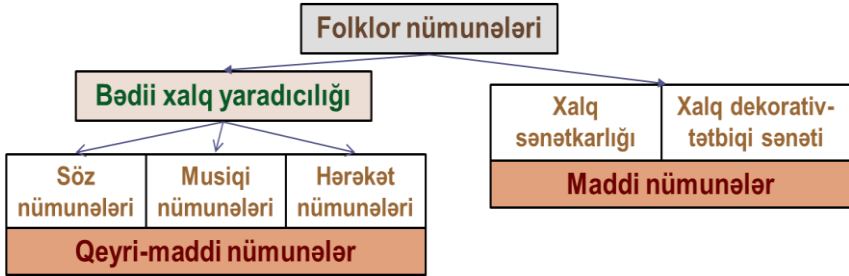 Folklor nümunələri
Bədii xalq yaradıcılığı
Xalq
sənətkarlığı
Xalq dekorativ-
tətbiqi sənəti
Maddi nümunələr
Söz
nümunələri
Musiqi
nümunələri
Hərəkət
nümunələri
Qeyri-maddi nümunələr